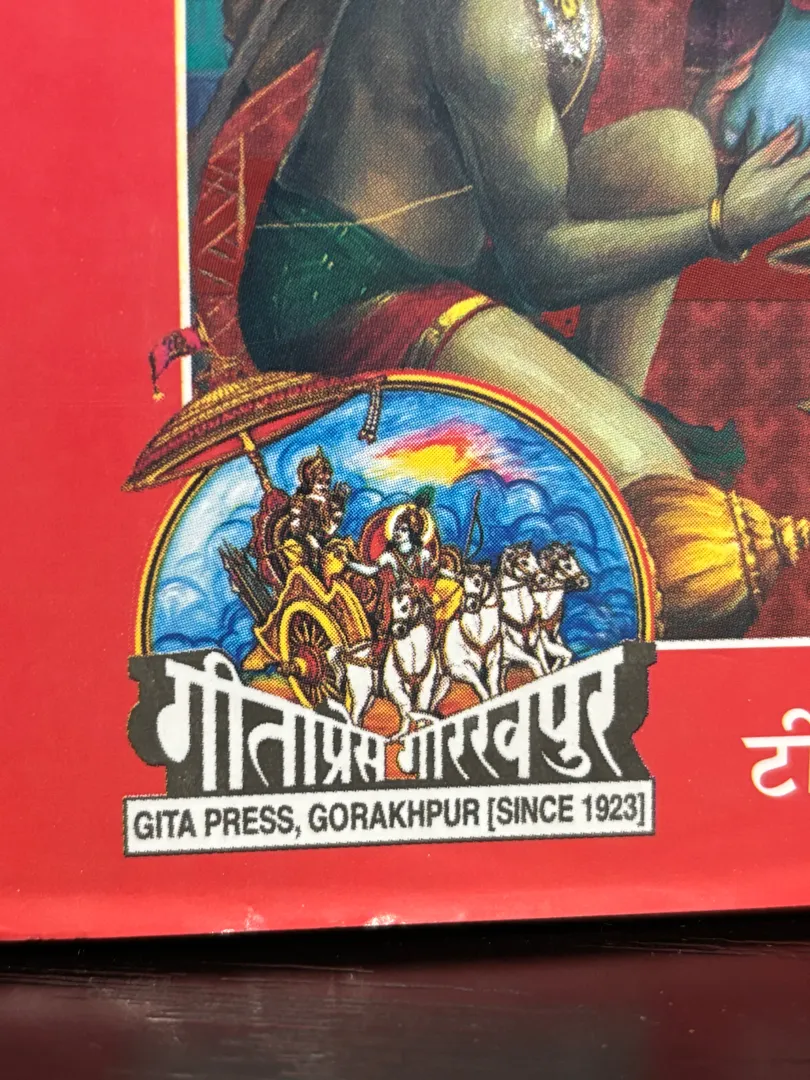 गीताप्रेस गोरखपुर
GITA PRESS, GORAKHPUR [SINCE 1923]